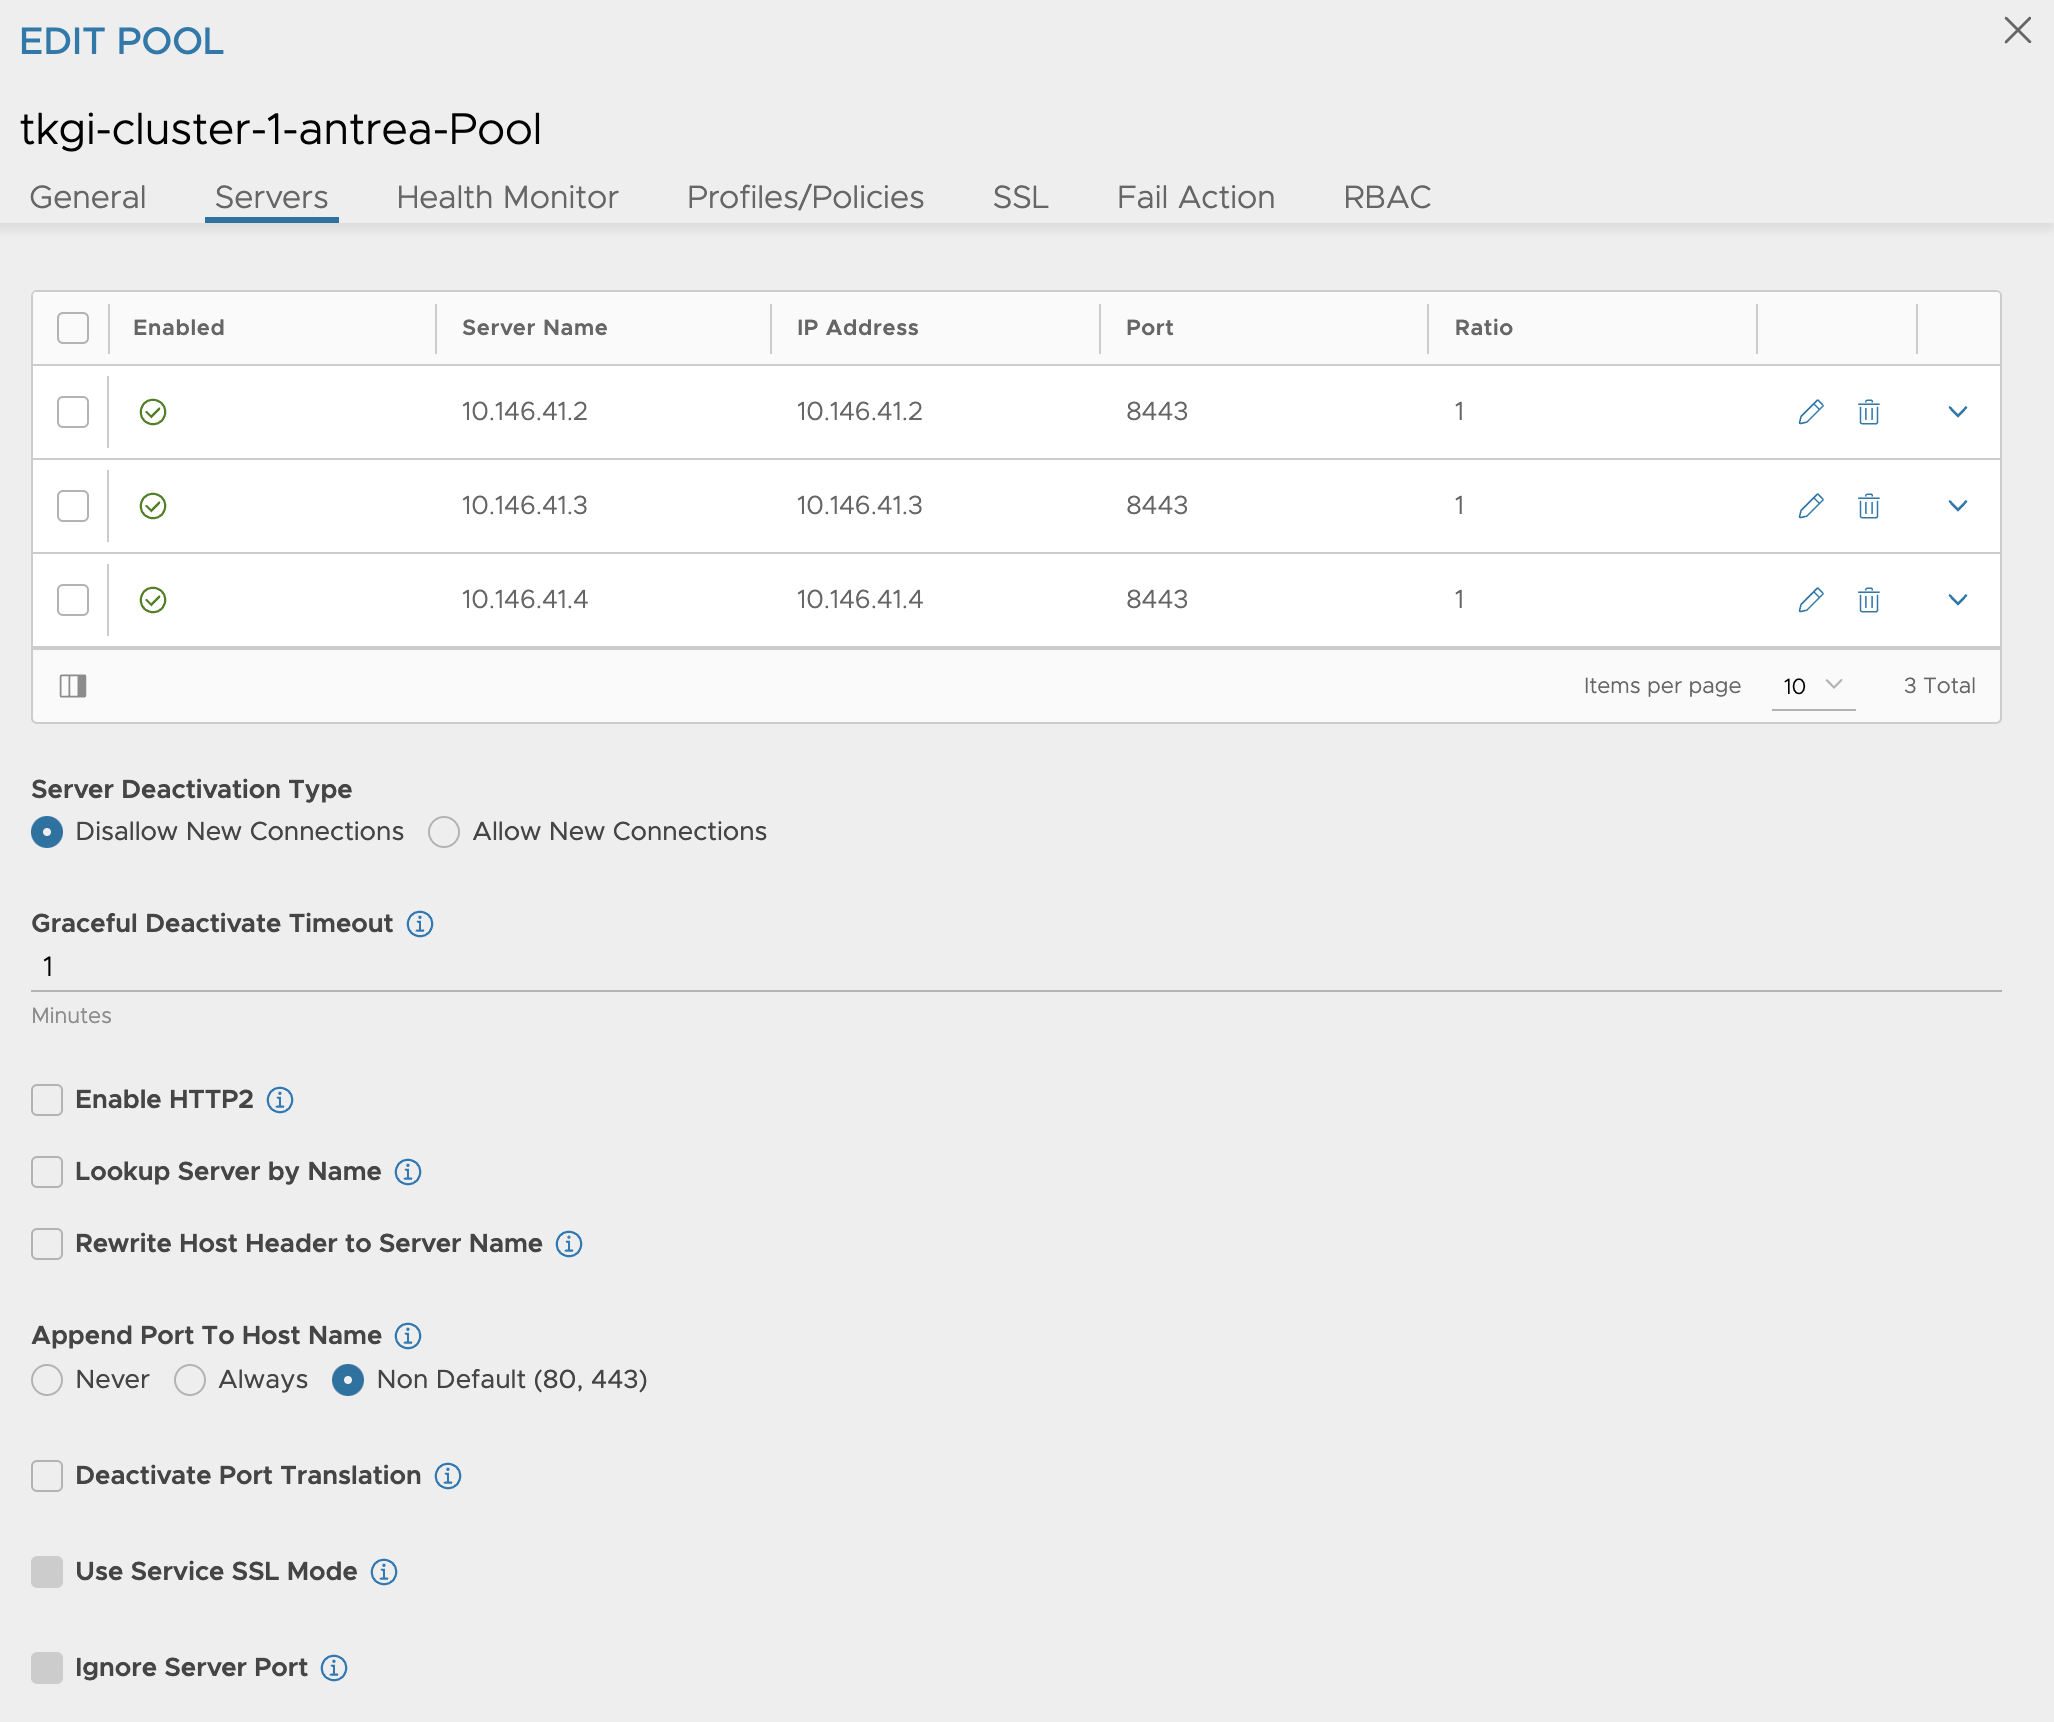 EDIT POOL
tkgi-cluster-1-antrea-Pool
General Servers Health Monitor Profiles/Policies SSL Fail Action RBAC
Enabled Server Name IP Address Port Ratio
10.146.41.2 10.146.41.2 8443 1
10.146.41.3 10.146.41.3 8443 1
10.146.41.4 10.146.41.4 8443 1
Items per page 10 3 Total
Server Deactivation Type
Disallow New Connections Allow New Connections
Graceful Deactivate Timeout
1
Minutes
Enable HTTP2
Lookup Server by Name
Rewrite Host Header to Server Name
Append Port To Host Name
Never Always Non Default (80, 443)
Deactivate Port Translation
Use Service SSL Mode
Ignore Server Port